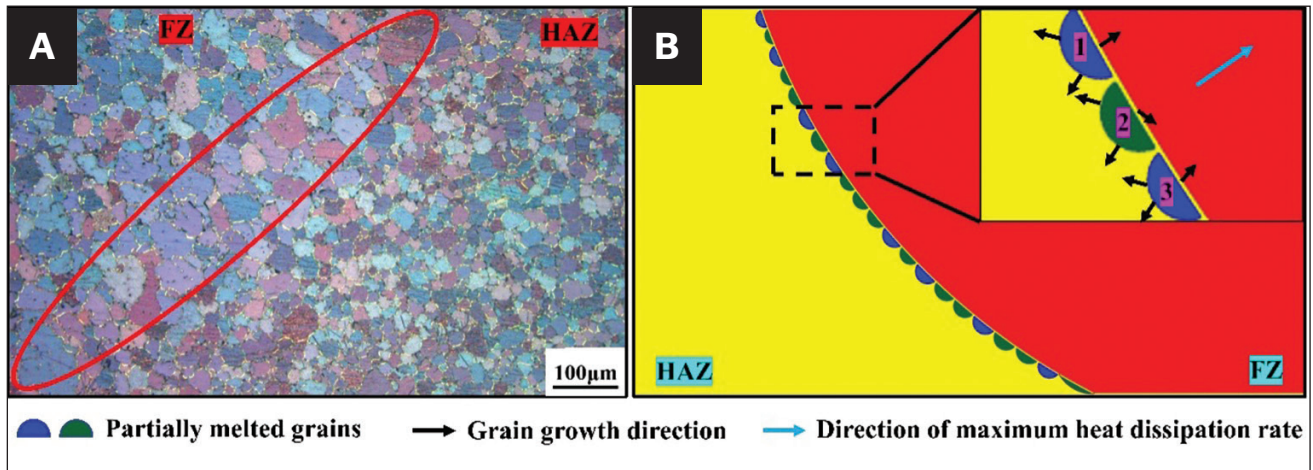 A
FZ
HAZ
100μm
B
1
2
3
HAZ
FZ
Partially melted grains
Grain growth direction
Direction of maximum heat dissipation rate